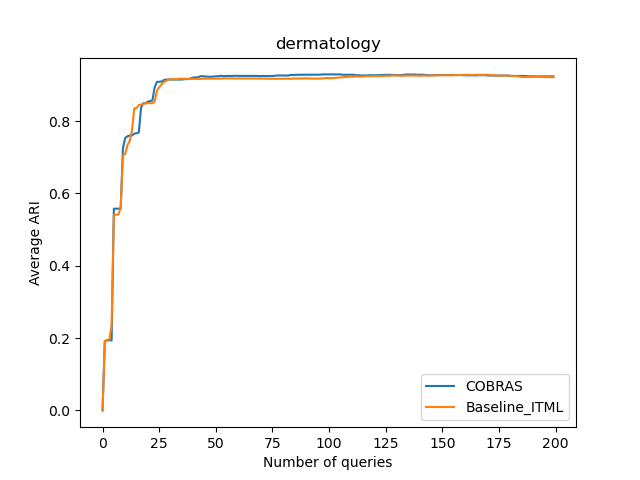 dermatology
Average ARI
0.8
0.6
0.4
0.2
0.0
COBRAS
Baseline_ITML
0 25 50 75 100 125 150 175 200
Number of queries